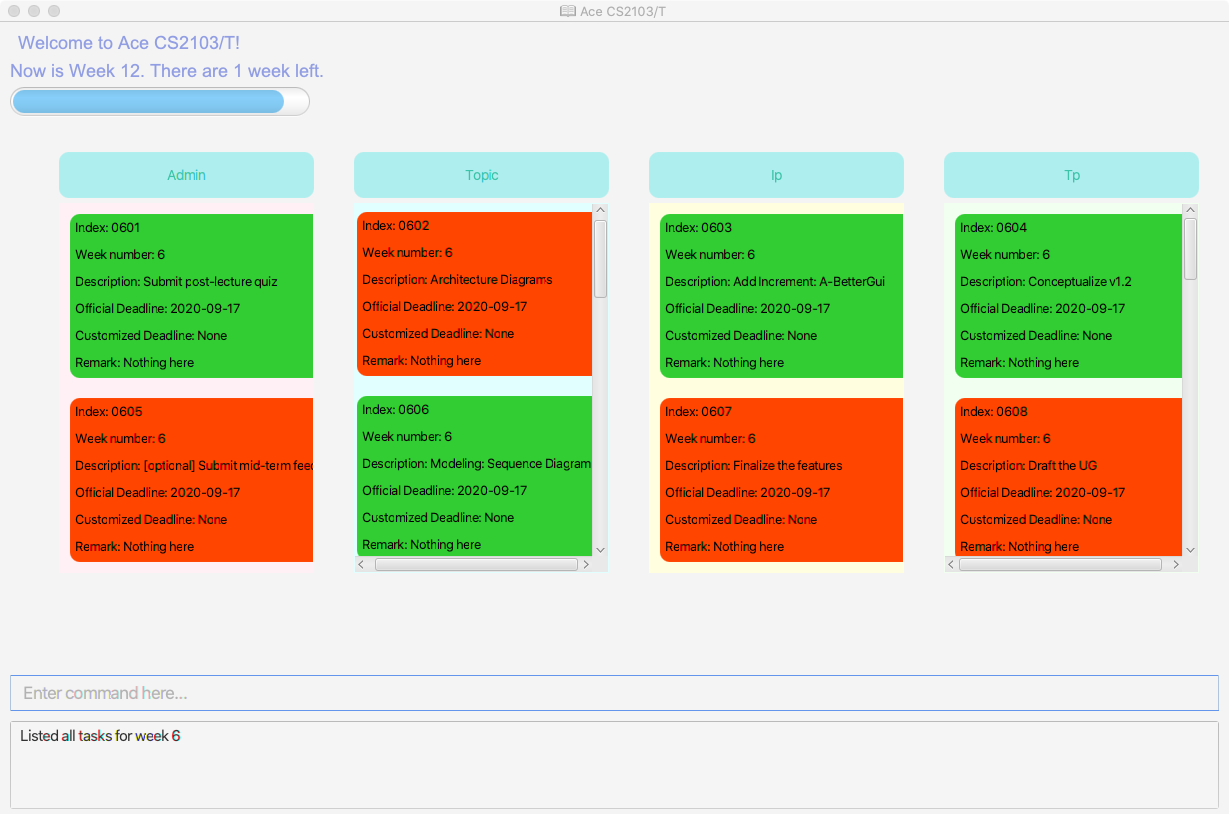 Ace CS2103/T
Welcome to Ace CS2103/T!
Now is Week 12. There are 1 week left.
Admin
Index: 0601
Week number: 6
Description: Submit post-lecture quiz
Official Deadline: 2020-09-17
Customized Deadline: None
Remark: Nothing here
Index: 0605
Week number: 6
Description: [optional] Submit mid-term feed
Official Deadline: 2020-09-17
Customized Deadline: None
Remark: Nothing here
Topic
Index: 0602
Week number: 6
Description: Architecture Diagrams
Official Deadline: 2020-09-17
Customized Deadline: None
Remark: Nothing here
Index: 0606
Week number: 6
Description: Modeling: Sequence Diagram
Official Deadline: 2020-09-17
Customized Deadline: None
Remark: Nothing here
Ip
Index: 0603
Week number: 6
Description: Add Increment: A-BetterGui
Official Deadline: 2020-09-17
Customized Deadline: None
Remark: Nothing here
Index: 0607
Week number: 6
Description: Finalize the features
Official Deadline: 2020-09-17
Customized Deadline: None
Remark: Nothing here
Tp
Index: 0604
Week number: 6
Description: Conceptualize v1.2
Official Deadline: 2020-09-17
Customized Deadline: None
Remark: Nothing here
Index: 0608
Week number: 6
Description: Draft the UG
Official Deadline: 2020-09-17
Customized Deadline: None
Remark: Nothing here
Enter command here...
Listed all tasks for week 6